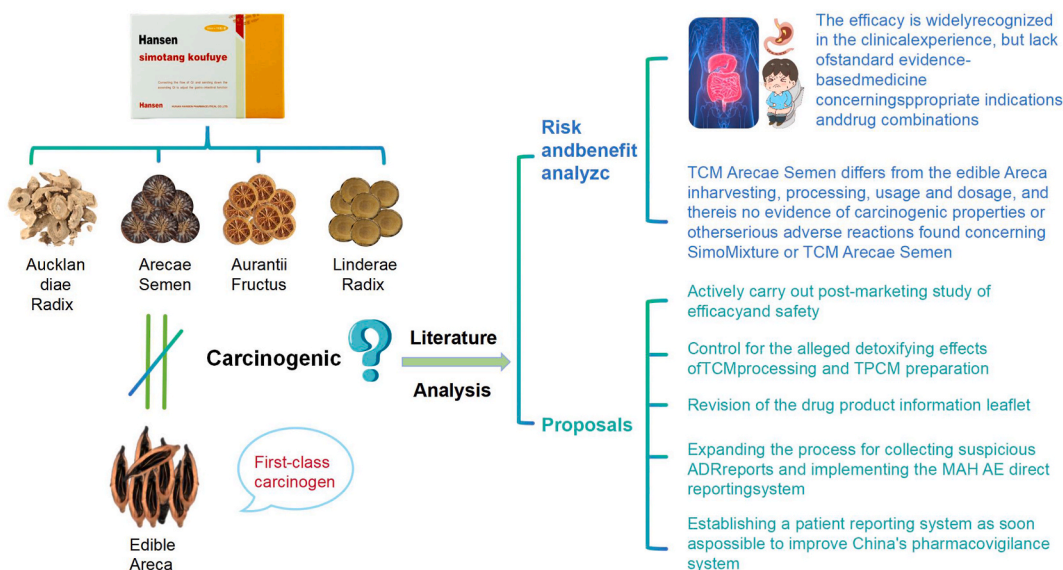 Hansen
simotang koufuye
Hansen
Aucklan
diae
Radix
Arecae
Semen
Aurantii
Fructus
Linderae
Radix
Carcinogenic
First-class
carcinogen
Edible
Areca
Literature
Analysis
Risk
andbenefit
analyzc
The efficacy is widelyrecognized
in the clinicalexperience, but lack
ofstandard evidence-
basedmedicine
concerningsppropriate indications
anddrug combinations
TCM Arecae Semen differs from the edible Areca
inharvesting, processing, usage and dosage, and
thereis no evidence of carcinogenic properties or
otherserious adverse reactions found concerning
SimoMixture or TCM Arecae Semen
Proposals
Actively carry out post-marketing study of
efficacyand safety
Control for the alleged detoxifying effects
ofTCMprocessing and TPCM preparation
Revision of the drug product information leaflet
Expanding the process for collecting suspicious
ADRreports and implementing the MAH AE direct
reportingsystem
Establishing a patient reporting system as soon
aspossible to improve China's pharmacovigilance
system